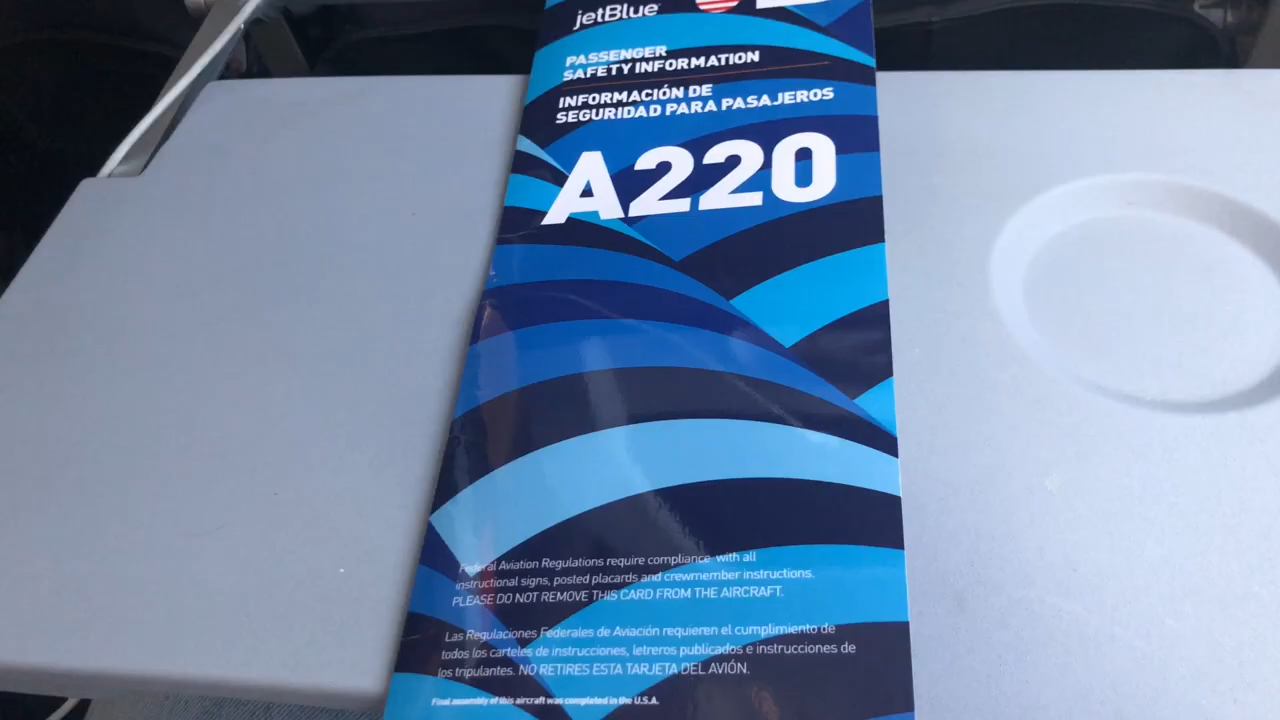 jetBlue
PASSENGER
SAFETY INFORMATION
INFORMACIÓN DE
SEGURIDAD PARA PASAJEROS
A220
Federal Aviation Regulations require compliance with all
instructional signs, posted placards and crewmember instructions.
PLEASE DO NOT REMOVE THIS CARD FROM THE AIRCRAFT.
Las Regulaciones Federales de Aviación requieren el cumplimiento de
todos los carteles de instrucciones, letreros publicados e instrucciones de
los tripulantes. NO RETIRES ESTA TARJETA DEL AVIÓN.
Final assembly of this aircraft was completed in the U.S.A.